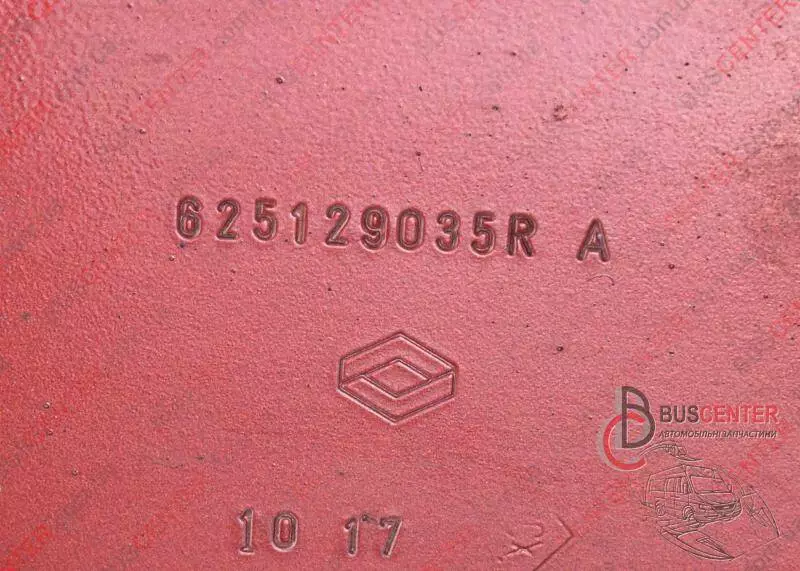 625129035R A
BUSCENTER
АВТОМОБІЛЬНІ ЗАПЧАСТИНИ
10 17